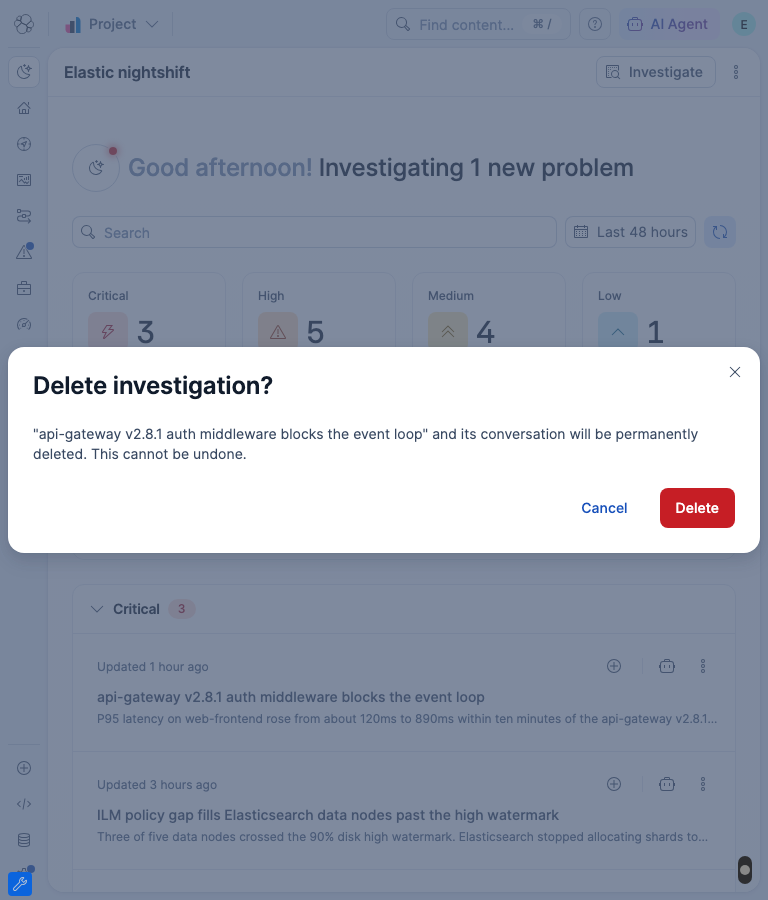 Project
Find content...
⌘ /
AI Agent
E
Elastic nightshift
Investigate
Good afternoon! Investigating 1 new problem
Search
Last 48 hours
Critical
High
Medium
Low
3
5
4
1
Delete investigation?
"api-gateway v2.8.1 auth middleware blocks the event loop" and its conversation will be permanently
deleted. This cannot be undone.
Cancel
Delete
Critical 3
Updated 1 hour ago
api-gateway v2.8.1 auth middleware blocks the event loop
P95 latency on web-frontend rose from about 120ms to 890ms within ten minutes of the api-gateway v2.8.1...
Updated 3 hours ago
ILM policy gap fills Elasticsearch data nodes past the high watermark
Three of five data nodes crossed the 90% disk high watermark. Elasticsearch stopped allocating shards to...